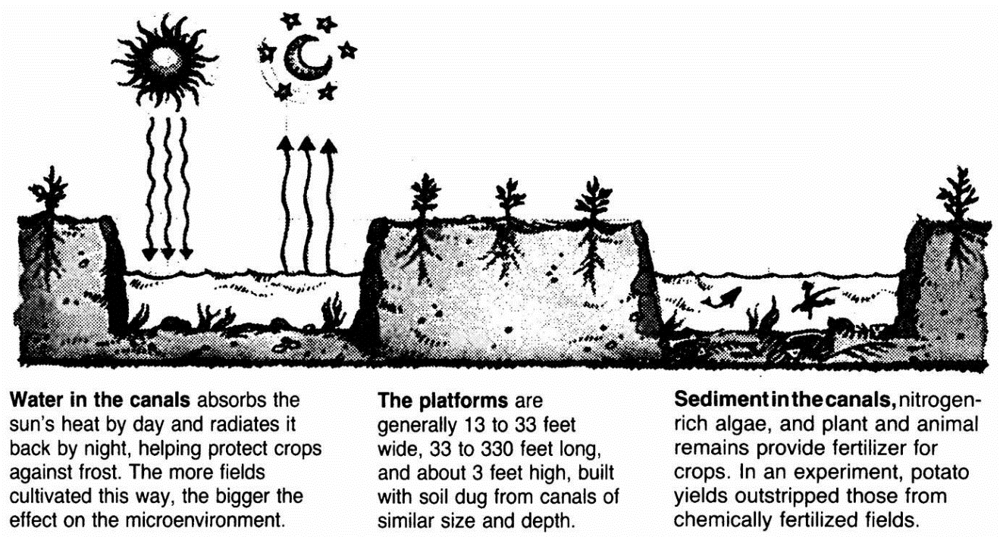 Water in the canals absorbs the
sun's heat by day and radiates it
back by night, helping protect crops
against frost. The more fields
cultivated this way, the bigger the
effect on the microenvironment.
The platforms are
generally 13 to 33 feet
wide, 33 to 330 feet long,
and about 3 feet high, built
with soil dug from canals of
similar size and depth.
Sediment in the canals, nitrogen-
rich algae, and plant and animal
remains provide fertilizer for
crops. In an experiment, potato
yields outstripped those from
chemically fertilized fields.